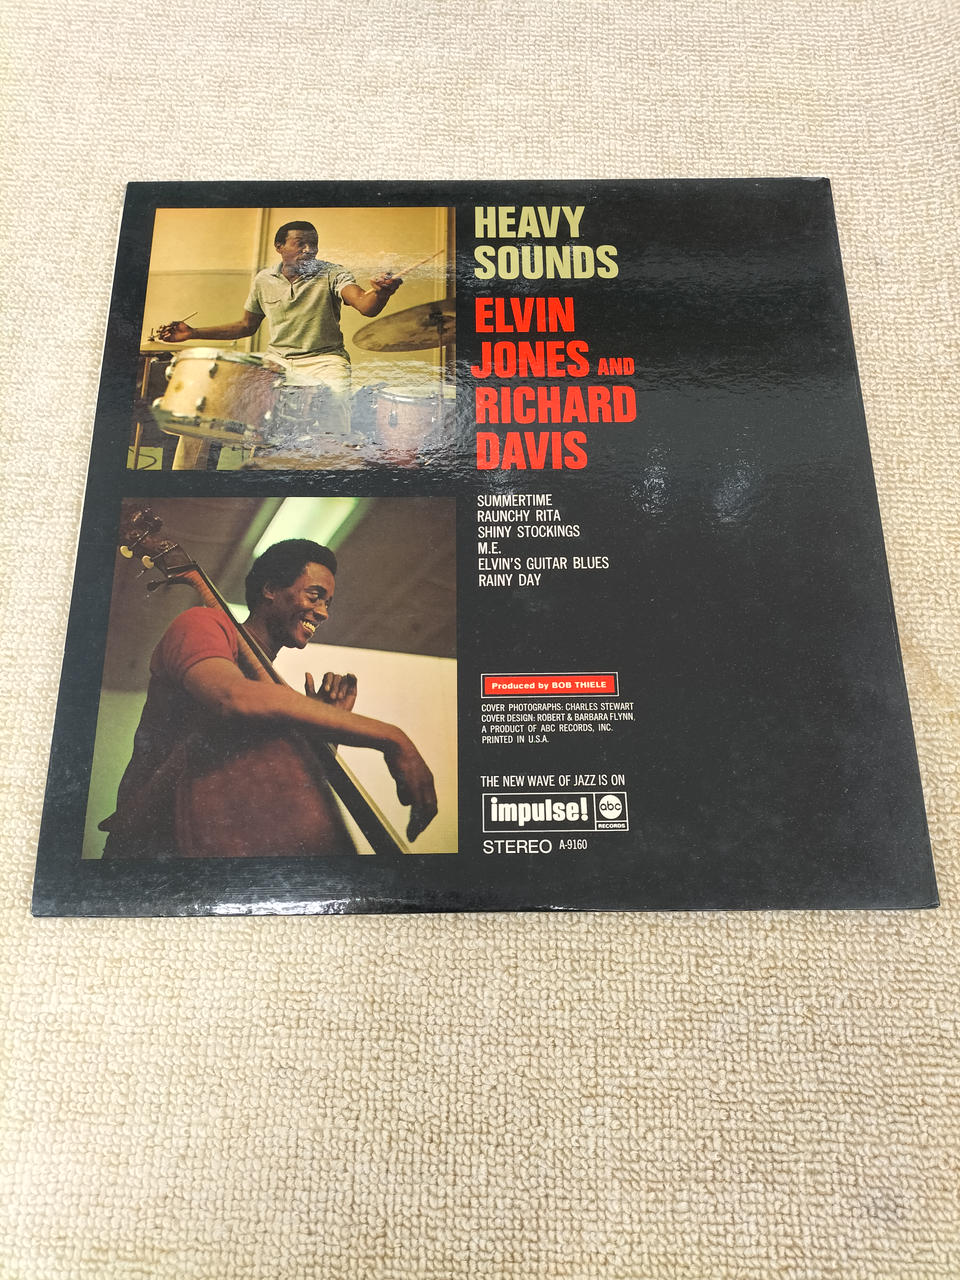 HEAVY
SOUNDS
ELVIN
JONES AND
RICHARD
DAVIS
SUMMERTIME
RAUNCHY RITA
SHINY STOCKINGS
M.E.
ELVIN'S GUITAR BLUES
RAINY DAY
Produced by BOB THIELE
COVER PHOTOGRAPHS: CHARLES STEWART
COVER DESIGN: ROBERT & BARBARA FLYNN,
A PRODUCT OF ABC RECORDS, INC.
PRINTED IN U.S.A.
THE NEW WAVE OF JAZZ IS ON
impulse! abc
RECORDS
STEREO A-9160